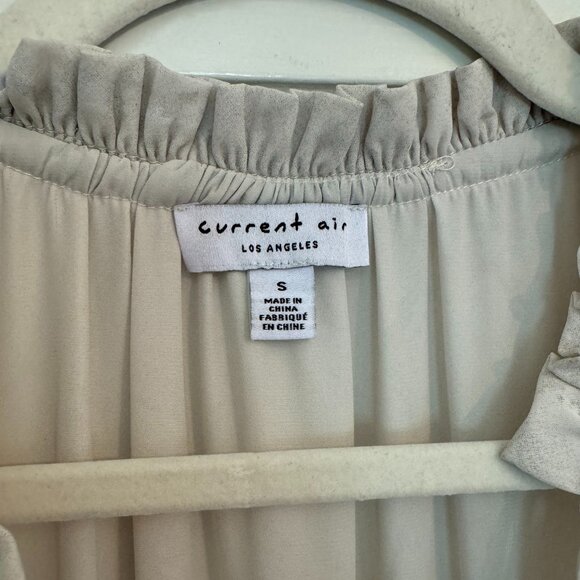 current air
LOS ANGELES
S
MADE IN
CHINA
FABRIQUÉ
EN CHINE